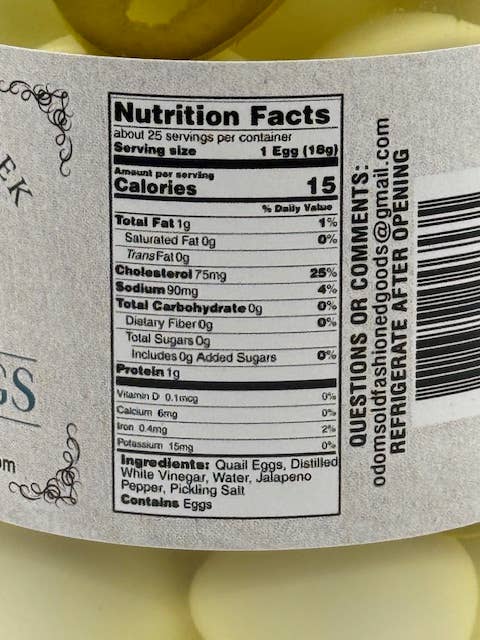 EK
GS
om
Nutrition Facts
about 25 servings per container
Serving size 1 Egg (18g)
Amount per serving
Calories 15
% Daily Value
Total Fat 1g 1%
Saturated Fat 0g 0%
Trans Fat 0g
Cholesterol 75mg 25%
Sodium 90mg 4%
Total Carbohydrate 0g 0%
Dietary Fiber 0g 0%
Total Sugars 0g
Includes 0g Added Sugars 0%
Protein 1g
Vitamin D 0.1mcg 0%
Calcium 6mg 0%
Iron 0.4mg 2%
Potassium 15mg 0%
Ingredients: Quail Eggs, Distilled
White Vinegar, Water, Jalapeno
Pepper, Pickling Salt
Contains Eggs
QUESTIONS OR COMMENTS:
odomsoldfashionedgoods@gmail.com
REFRIGERATE AFTER OPENING